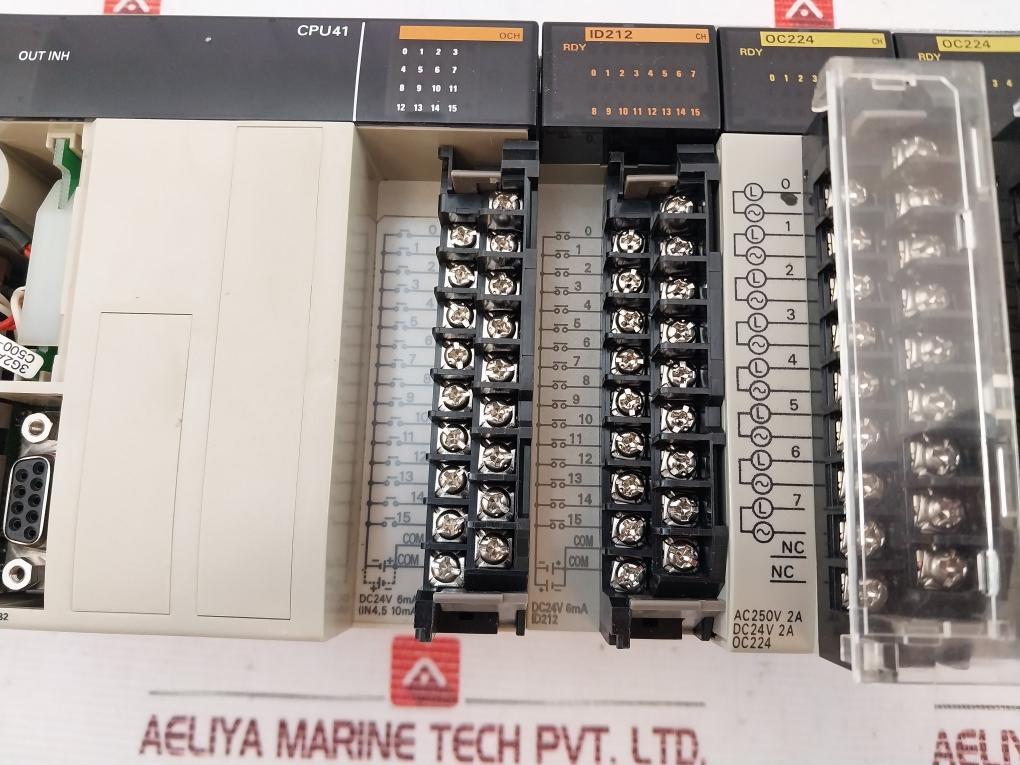 OUT INH
CPU41
OCH
0 1 2 3
4 5 6 7
8 9 10 11
12 13 14 15
ID212 CH
RDY
0 1 2 3 4 5 6 7
8 9 10 11 12 13 14 15
OC224 CH
RDY
0 1 2 3
OC224
RDY
3 4
0
1
2
3
4
5
6
7
8
9
10
11
12
13
14
15
COM
COM
DC24V 6mA
(IN4,5 10mA
0
1
2
3
4
5
6
7
8
9
10
11
12
13
14
15
COM
COM
DC24V 6mA
ID212
L 0
L 1
L 2
L 3
L 4
L 5
L 6
L 7
NC
NC
AC250V 2A
DC24V 2A
OC224
3G2A
C500-
AELIYA MARINE TECH PVT. LTD.
AELIYA